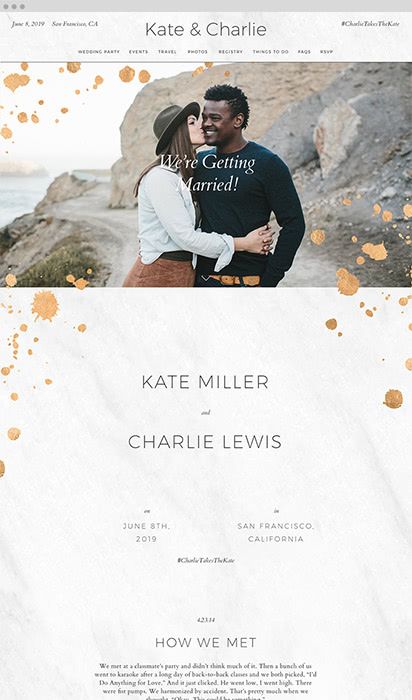 June 8, 2019 San Francisco, CA
Kate & Charlie
#CharlieTakesTheKate
WEDDING PARTY EVENTS TRAVEL PHOTOS REGISTRY THINGS TO DO FAQS RSVP
We're Getting
Married!
KATE MILLER
and
CHARLIE LEWIS
on
in
JUNE 8TH,
2019
SAN FRANCISCO,
CALIFORNIA
#CharlieTakesTheKate
4.23.14
HOW WE MET
We met at a classmate's party and didn't think much of it. Then a bunch of us
went to karaoke after a long day of back-to-back classes and we both picked, "I'd
Do Anything for Love," And it just clicked. He went low, I went high. There
were fist pumps. We harmonized by accident. That's pretty much when we